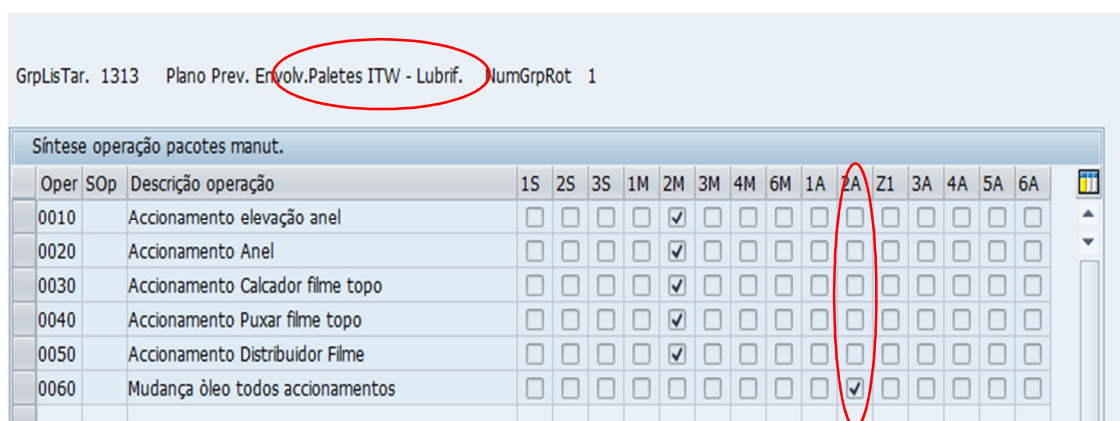 GrpLisTar. 1313 Plano Prev. Envolv.Paletes ITW - Lubrif. NumGrpRot 1
Síntese operação pacotes manut.
Oper SOp Descrição operação 1S 2S 3S 1M 2M 3M 4M 6M 1A 2A Z1 3A 4A 5A 6A
0010 Accionamento elevação anel
0020 Accionamento Anel
0030 Accionamento Calcador filme topo
0040 Accionamento Puxar filme topo
0050 Accionamento Distribuidor Filme
0060 Mudança òleo todos accionamentos